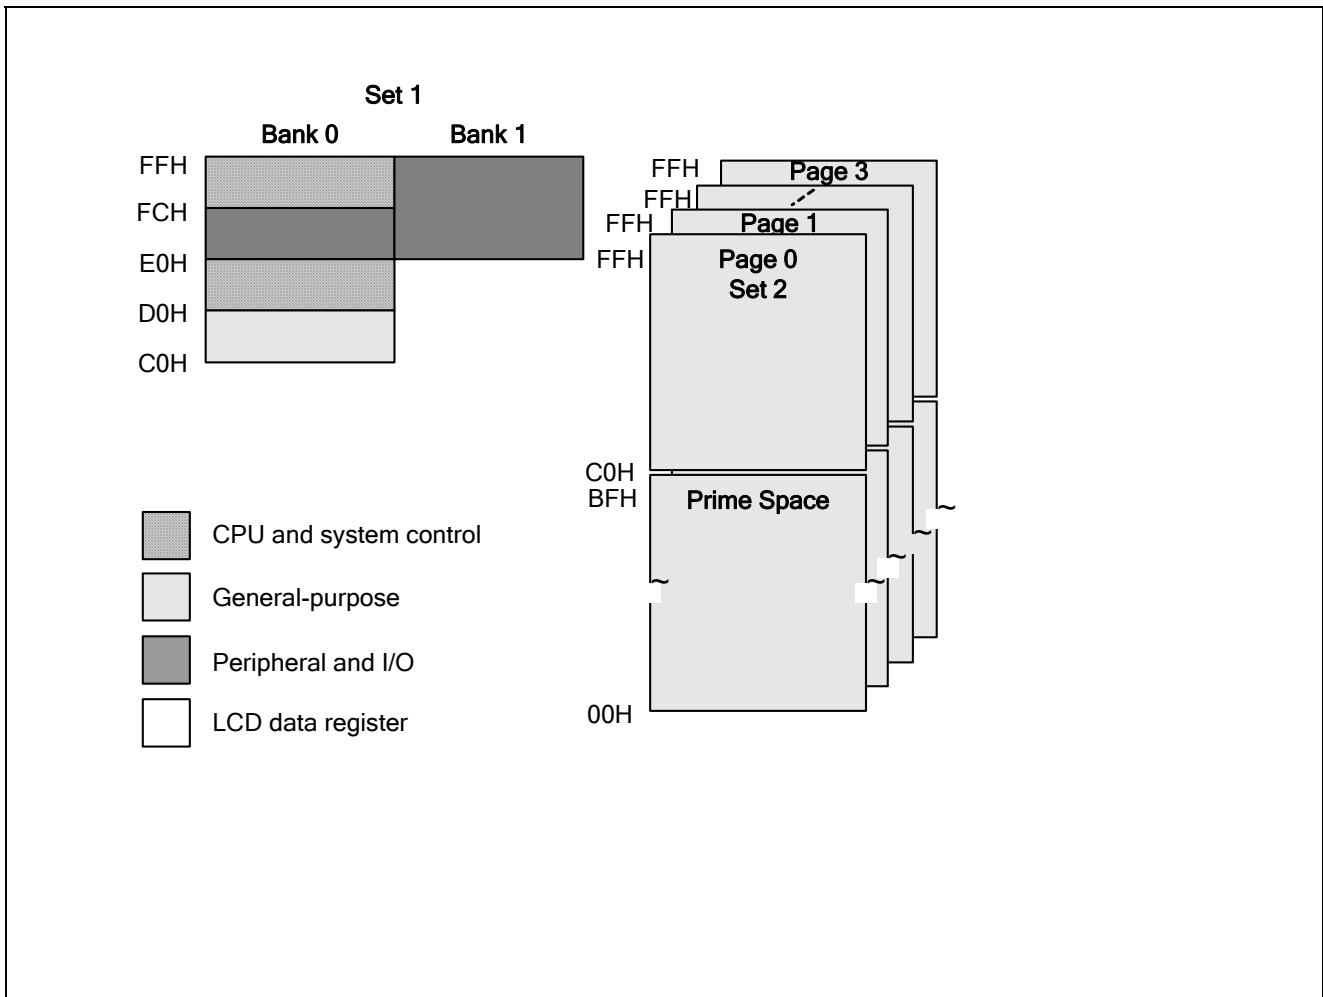 Set 1
Bank 0 Bank 1
FFH
FCH
E0H
D0H
C0H
FFH Page 3
FFH
FFH Page 1
FFH Page 0
Set 2
C0H
BFH Prime Space
~ ~ ~ ~ ~
00H
CPU and system control
General-purpose
Peripheral and I/O
LCD data register